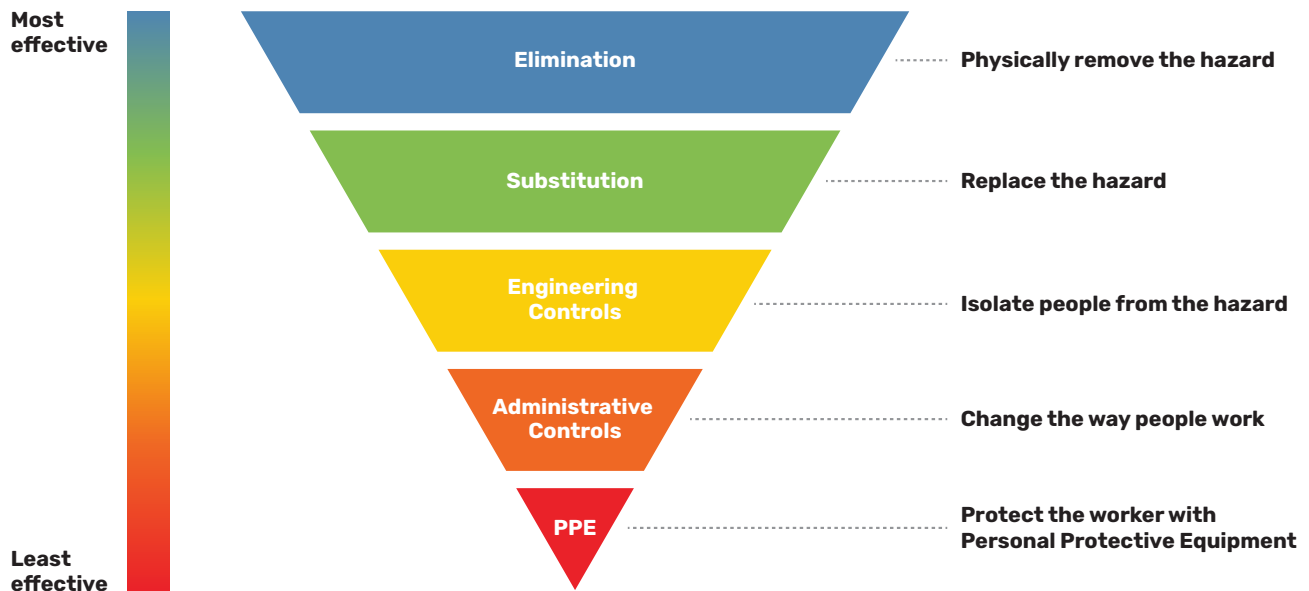 Most
effective
Elimination
Physically remove the hazard
Substitution
Replace the hazard
Engineering
Controls
Isolate people from the hazard
Administrative
Controls
Change the way people work
PPE
Protect the worker with
Personal Protective Equipment
Least
effective